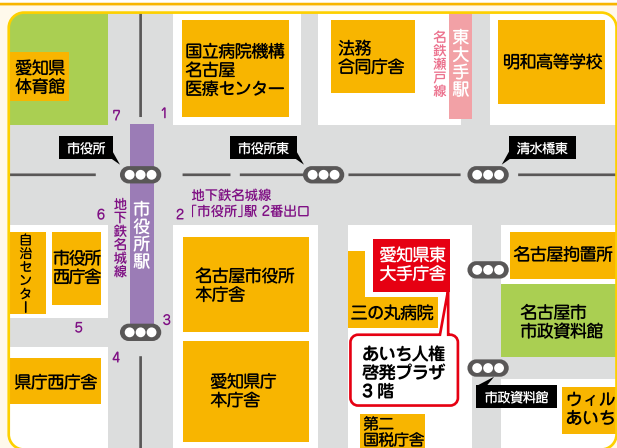 愛知県
体育館
国立病院機構
名古屋
医療センター
法務
合同庁舎
東大手駅
名鉄瀬戸線
明和高等学校
7
1
市役所
市役所東
清水橋東
地下鉄名城線
市役所駅
6
2
地下鉄名城線
「市役所」駅 2番出口
自治センター
市役所
西庁舎
名古屋市役所
本庁舎
愛知県東
大手庁舎
名古屋拘置所
三の丸病院
名古屋市
市政資料館
5
3
4
あいち人権
啓発プラザ
3 階
県庁西庁舎
愛知県庁
本庁舎
市政資料館
第二
国税庁舎
ウィル
あいち